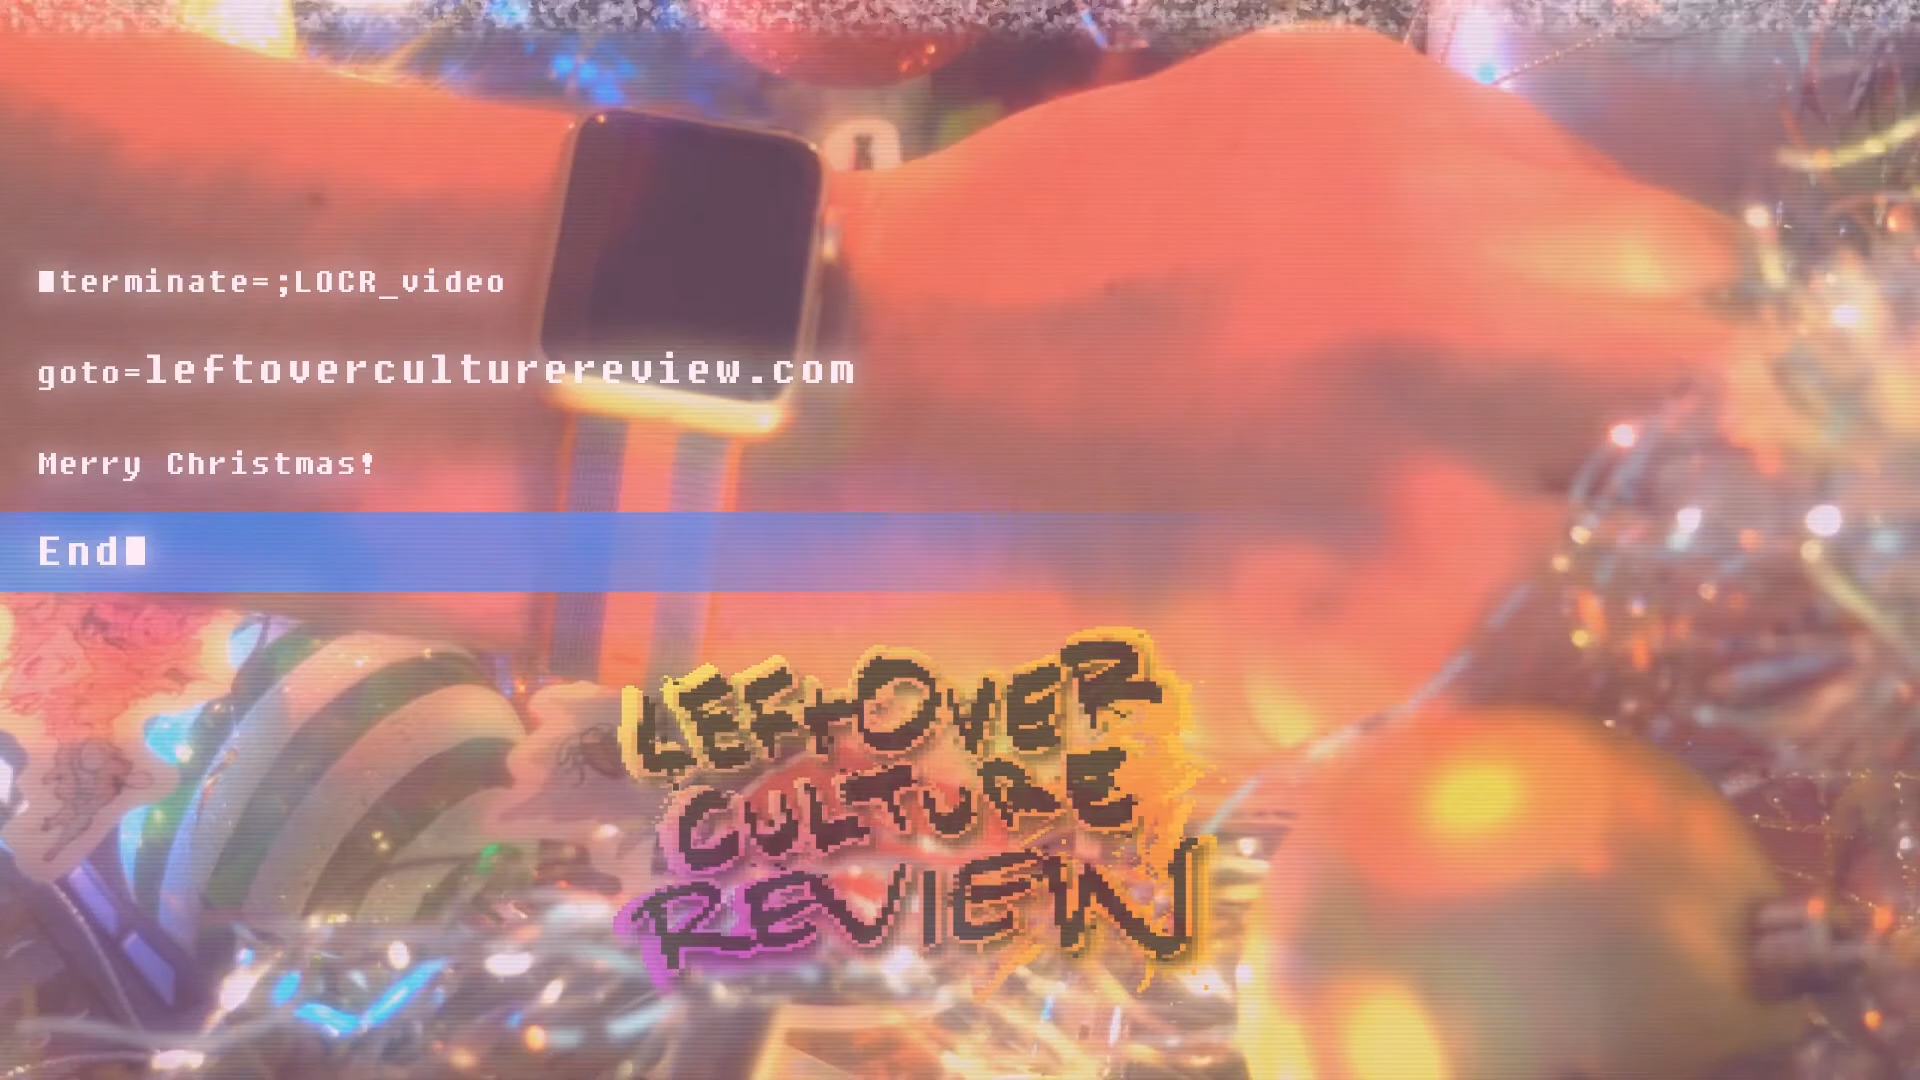 terminate=;LOCR_video
goto=leftoverculturereview.com
Merry Christmas!
End
LEFtOVER
CULTURE
REVIEW